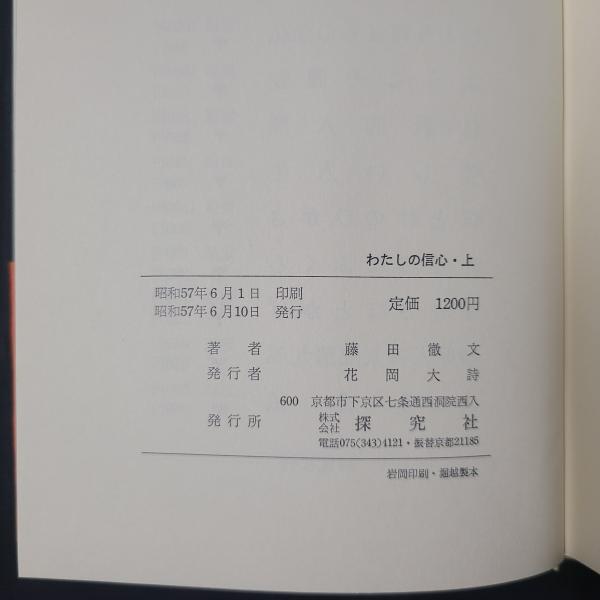 わたしの信心・上
昭和57年6月1日 印刷
昭和57年6月10日 発行
定価 1200円
著者 藤田徹文
発行者 花岡大詩
600 京都市下京区七条通西洞院西入
発行所 株式会社 探究社
電話075(343)4121・振替京都21185
岩岡印刷・堀越製本